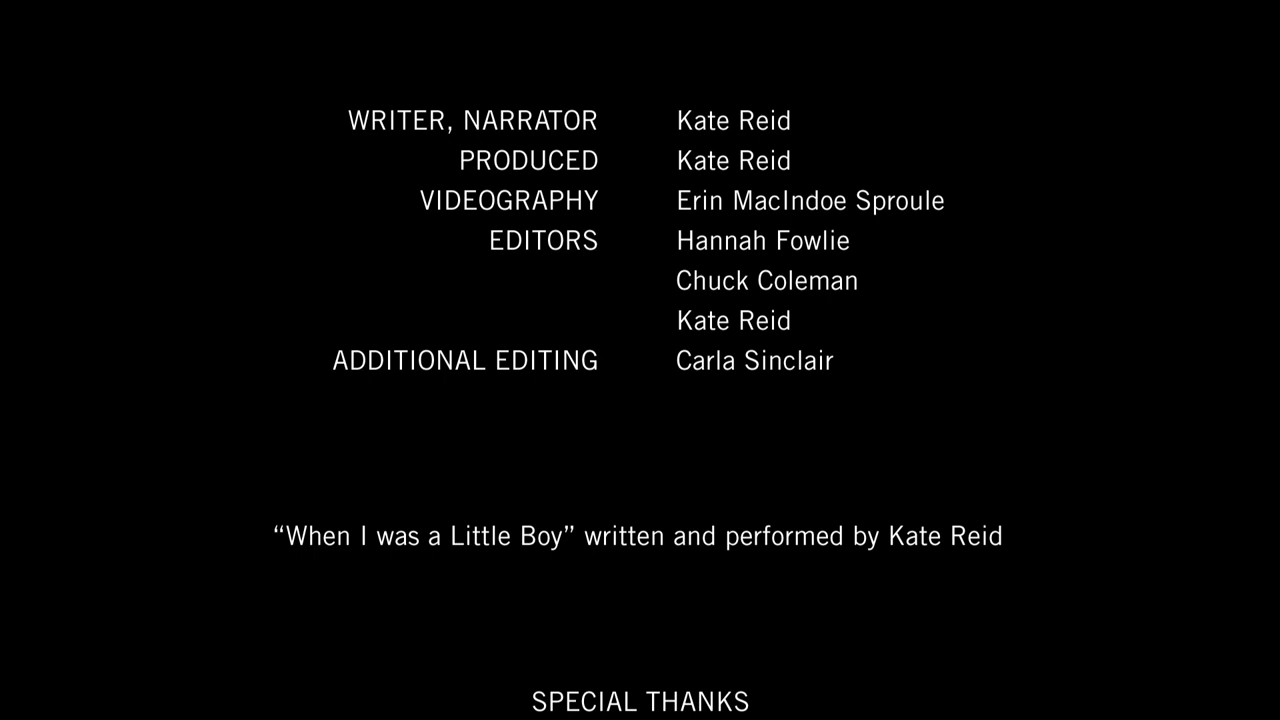 WRITER, NARRATOR Kate Reid
PRODUCED Kate Reid
VIDEOGRAPHY Erin MacIndoe Sproule
EDITORS Hannah Fowlie
Chuck Coleman
Kate Reid
ADDITIONAL EDITING Carla Sinclair
“When I was a Little Boy” written and performed by Kate Reid
SPECIAL THANKS